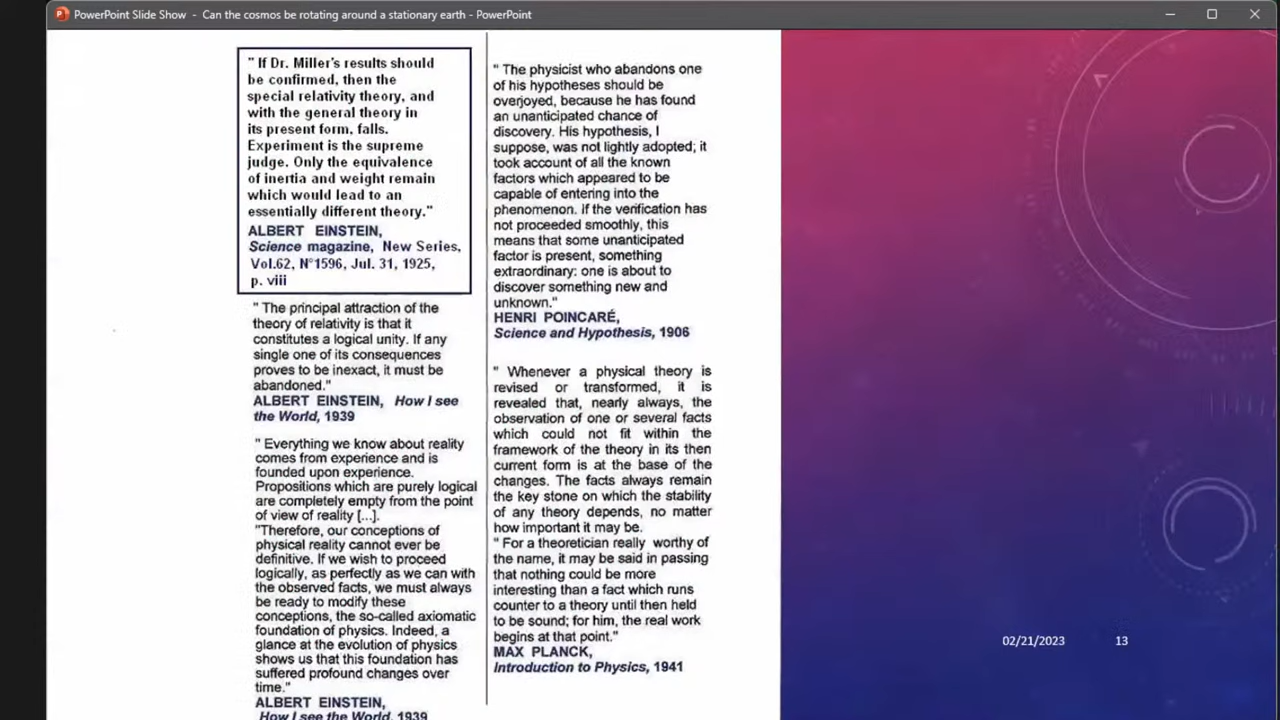 PowerPoint Slide Show - Can the cosmos be rotating around a stationary earth - PowerPoint
" If Dr. Miller's results should
be confirmed, then the
special relativity theory, and
with the general theory in
its present form, falls.
Experiment is the supreme
judge. Only the equivalence
of inertia and weight remain
which would lead to an
essentially different theory."
ALBERT EINSTEIN,
Science magazine, New Series,
Vol.62, N°1596, Jul. 31, 1925,
p. viii
" The principal attraction of the
theory of relativity is that it
constitutes a logical unity. If any
single one of its consequences
proves to be inexact, it must be
abandoned."
ALBERT EINSTEIN, How I see
the World, 1939
" Everything we know about reality
comes from experience and is
founded upon experience.
Propositions which are purely logical
are completely empty from the point
of view of reality [...].
"Therefore, our conceptions of
physical reality cannot ever be
definitive. If we wish to proceed
logically, as perfectly as we can with
the observed facts, we must always
be ready to modify these
conceptions, the so-called axiomatic
foundation of physics. Indeed, a
glance at the evolution of physics
shows us that this foundation has
suffered profound changes over
time."
ALBERT EINSTEIN,
How I see the World, 1939
" The physicist who abandons one
of his hypotheses should be
overjoyed, because he has found
an unanticipated chance of
discovery. His hypothesis, I
suppose, was not lightly adopted; it
took account of all the known
factors which appeared to be
capable of entering into the
phenomenon. If the verification has
not proceeded smoothly, this
means that some unanticipated
factor is present, something
extraordinary: one is about to
discover something new and
unknown."
HENRI POINCARÉ,
Science and Hypothesis, 1906
" Whenever a physical theory is
revised or transformed, it is
revealed that, nearly always, the
observation of one or several facts
which could not fit within the
framework of the theory in its then
current form is at the base of the
changes. The facts always remain
the key stone on which the stability
of any theory depends, no matter
how important it may be.
" For a theoretician really worthy of
the name, it may be said in passing
that nothing could be more
interesting than a fact which runs
counter to a theory until then held
to be sound; for him, the real work
begins at that point."
MAX PLANCK,
Introduction to Physics, 1941
02/21/2023 13